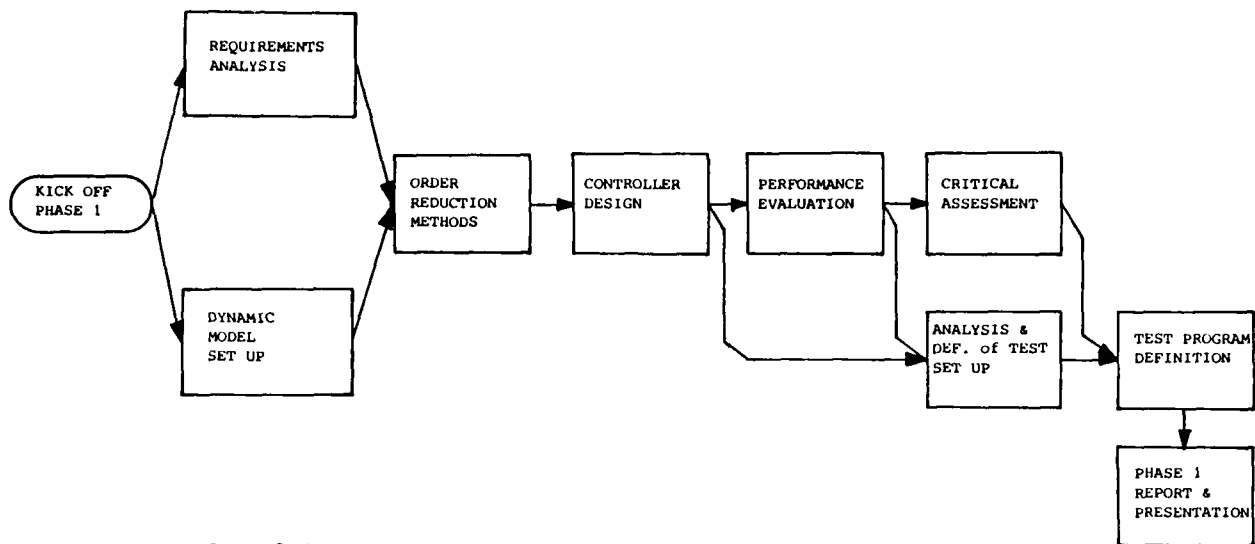 REQUIREMENTS
ANALYSIS
KICK OFF
PHASE 1
DYNAMIC
MODEL
SET UP
ORDER
REDUCTION
METHODS
CONTROLLER
DESIGN
PERFORMANCE
EVALUATION
CRITICAL
ASSESSMENT
ANALYSIS &
DEF. of TEST
SET UP
TEST PROGRAM
DEFINITION
PHASE 1
REPORT &
PRESENTATION